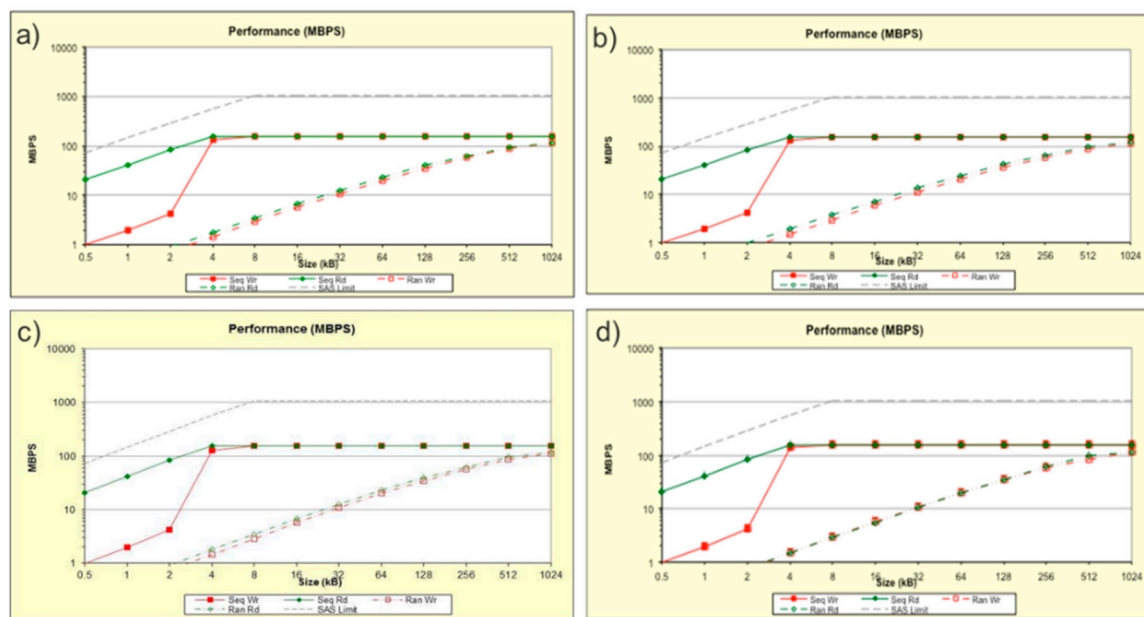 a)
Performance (MBPS)
10000
1000
100
10
1
MBPS
0.5 1 2 4 8 16 32 64 128 256 512 1024
Size (kB)
Seq Wr Seq Rd Ran Wr
Ran Rd SAS Limit
b)
Performance (MBPS)
10000
1000
100
10
1
MBPS
0.5 1 2 4 8 16 32 64 128 256 512 1024
Size (kB)
Seq Wr Seq Rd Ran Wr
Ran Rd SAS Limit
c)
Performance (MBPS)
10000
1000
100
10
1
MBPS
0.5 1 2 4 8 16 32 64 128 256 512 1024
Size (kB)
Seq Wr Seq Rd Ran Wr
Ran Rd SAS Limit
d)
Performance (MBPS)
10000
1000
100
10
1
MBPS
0.5 1 2 4 8 16 32 64 128 256 512 1024
Size (kB)
Seq Wr Seq Rd Ran Wr
Ran Rd SAS Limit